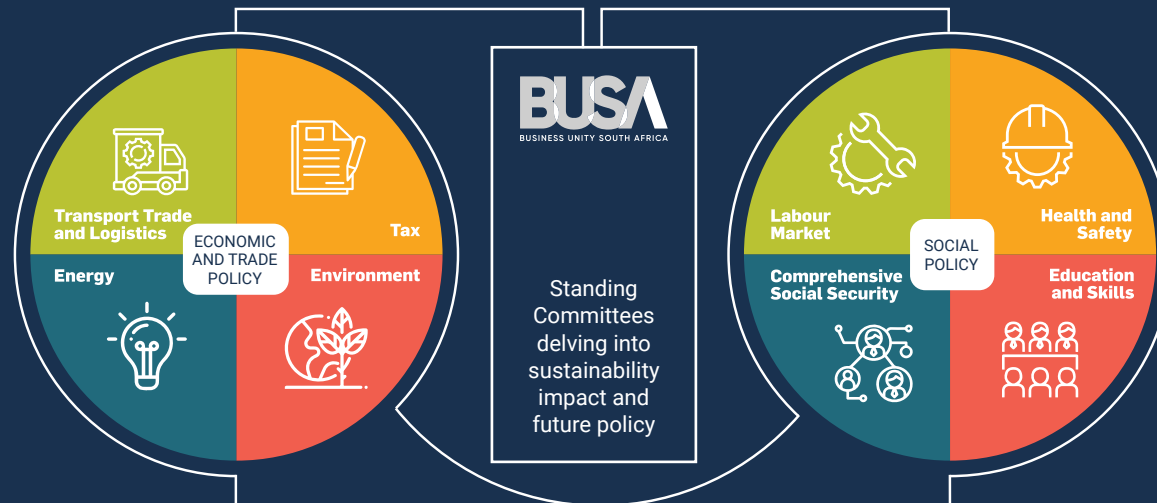 Transport Trade
and Logistics
Tax
ECONOMIC
AND TRADE
POLICY
Energy
Environment
BUSA
BUSINESS UNITY SOUTH AFRICA
Standing
Committees
delving into
sustainability
impact and
future policy
Labour
Market
Health and
Safety
SOCIAL
POLICY
Comprehensive
Social Security
Education
and Skills